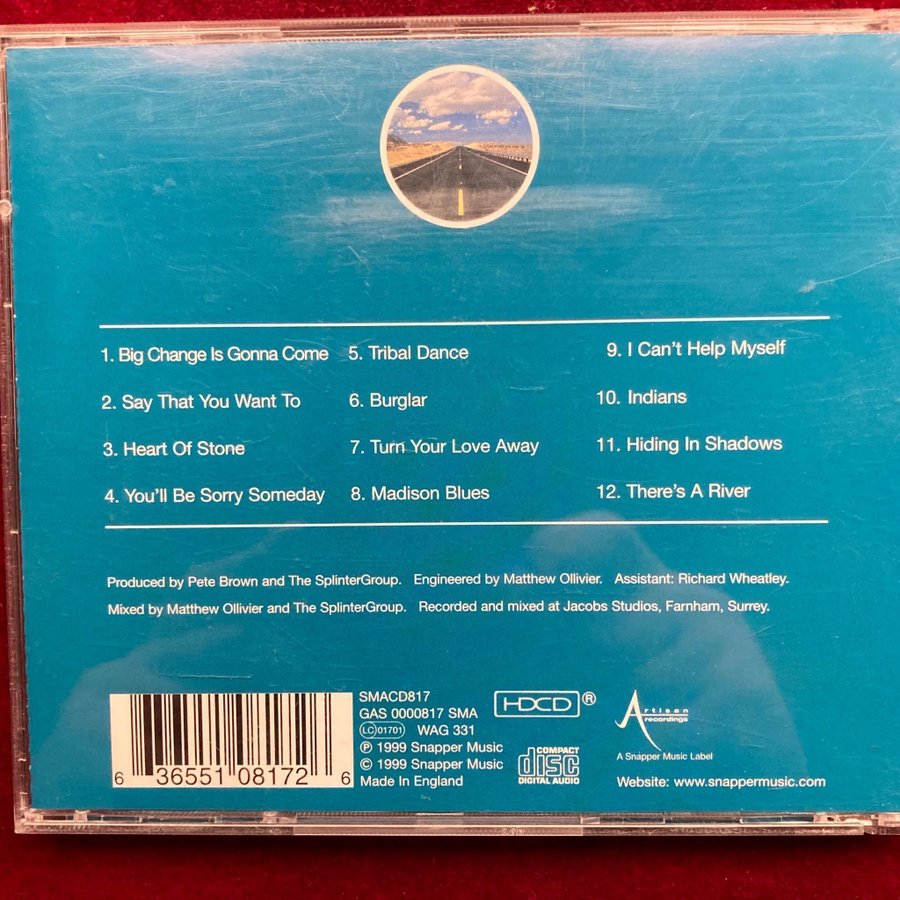 1. Big Change Is Gonna Come
2. Say That You Want To
3. Heart Of Stone
4. You'll Be Sorry Someday
5. Tribal Dance
6. Burglar
7. Turn Your Love Away
8. Madison Blues
9. I Can't Help Myself
10. Indians
11. Hiding In Shadows
12. There's A River
Produced by Pete Brown and The SplinterGroup. Engineered by Matthew Ollivier. Assistant: Richard Wheatley.
Mixed by Matthew Ollivier and The SplinterGroup. Recorded and mixed at Jacobs Studios, Farnham, Surrey.
6 36551 08172 6
SMACD817
GAS 0000817 SMA
LC 01701 WAG 331
℗ 1999 Snapper Music
© 1999 Snapper Music
Made In England
HDCD®
COMPACT
disc
DIGITAL AUDIO
Artisan
recordings
A Snapper Music Label
Website: www.snappermusic.com